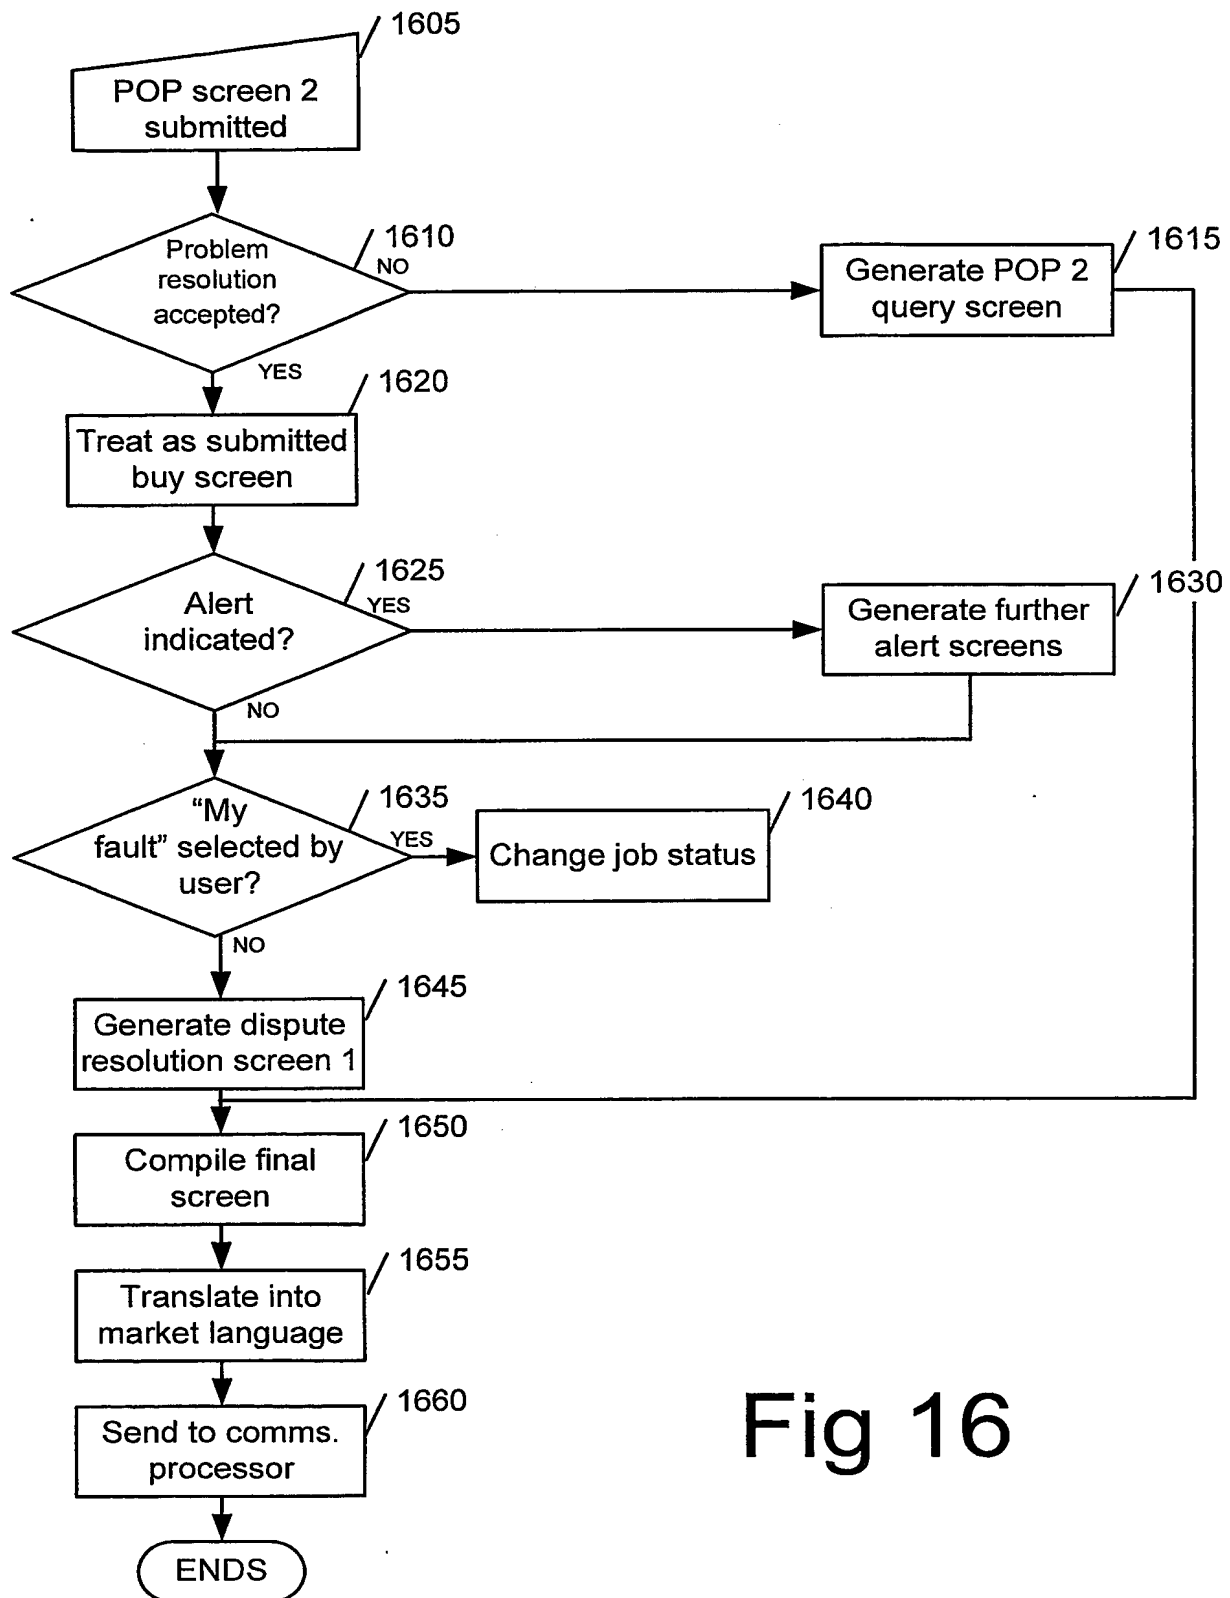 1605
POP screen 2
submitted
1610
Problem
resolution
accepted?
NO
1615
Generate POP 2
query screen
YES
1620
Treat as submitted
buy screen
1625
Alert
indicated?
YES
1630
Generate further
alert screens
NO
1635
“My
fault” selected by
user?
YES
1640
Change job status
NO
1645
Generate dispute
resolution screen 1
1650
Compile final
screen
1655
Translate into
market language
1660
Send to comms.
processor
ENDS
Fig 16